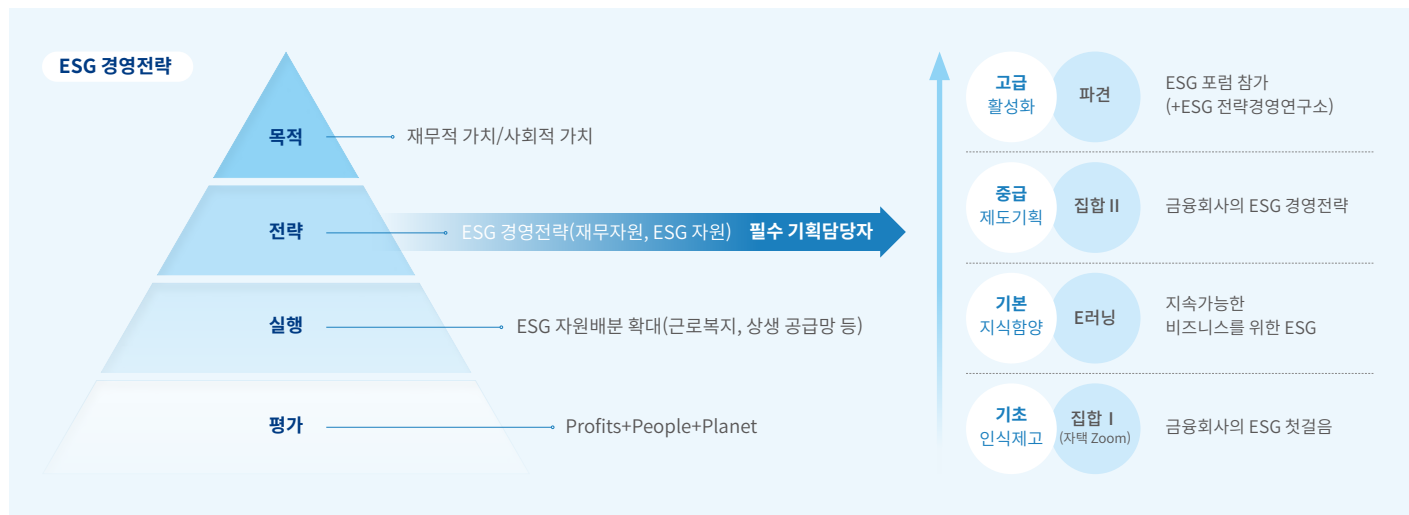 ESG 경영전략
목적
재무적 가치/사회적 가치
전략
ESG 경영전략(재무자원, ESG 자원) 필수 기획담당자
실행
ESG 자원배분 확대(근로복지, 상생 공급망 등)
평가
Profits+People+Planet
고급
활성화
파견
ESG 포럼 참가
(+ESG 전략경영연구소)
중급
제도기획
집합 II
금융회사의 ESG 경영전략
기본
지식함양
E러닝
지속가능한
비즈니스를 위한 ESG
기초
인식제고
집합 I
(자택 Zoom)
금융회사의 ESG 첫걸음